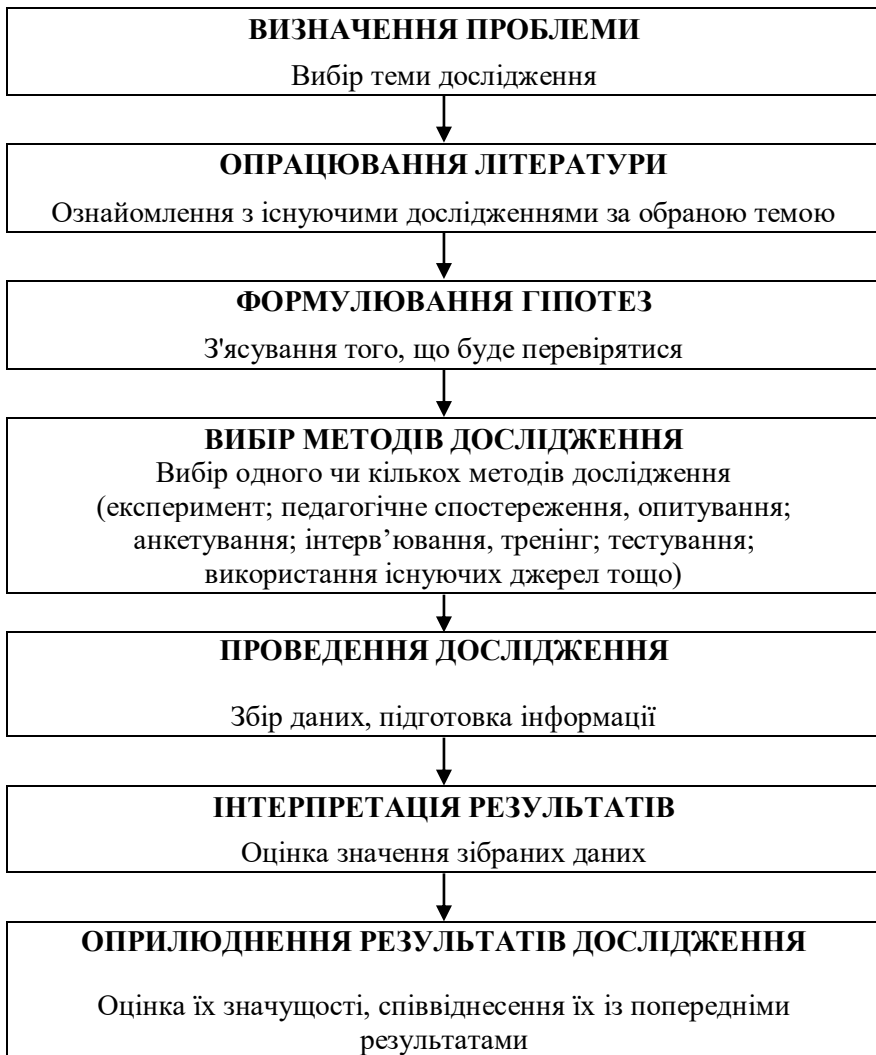 ВИЗНАЧЕННЯ ПРОБЛЕМИ
Вибір теми дослідження
ОПРАЦЮВАННЯ ЛІТЕРАТУРИ
Ознайомлення з існуючими дослідженнями за обраною темою
ФОРМУЛЮВАННЯ ГІПОТЕЗ
З'ясування того, що буде перевірятися
ВИБІР МЕТОДІВ ДОСЛІДЖЕННЯ
Вибір одного чи кількох методів дослідження
(експеримент; педагогічне спостереження, опитування;
анкетування; інтерв’ювання, тренінг; тестування;
використання існуючих джерел тощо)
ПРОВЕДЕННЯ ДОСЛІДЖЕННЯ
Збір даних, підготовка інформації
ІНТЕРПРЕТАЦІЯ РЕЗУЛЬТАТІВ
Оцінка значення зібраних даних
ОПРИЛЮДНЕННЯ РЕЗУЛЬТАТІВ ДОСЛІДЖЕННЯ
Оцінка їх значущості, співвіднесення їх із попередніми
результатами